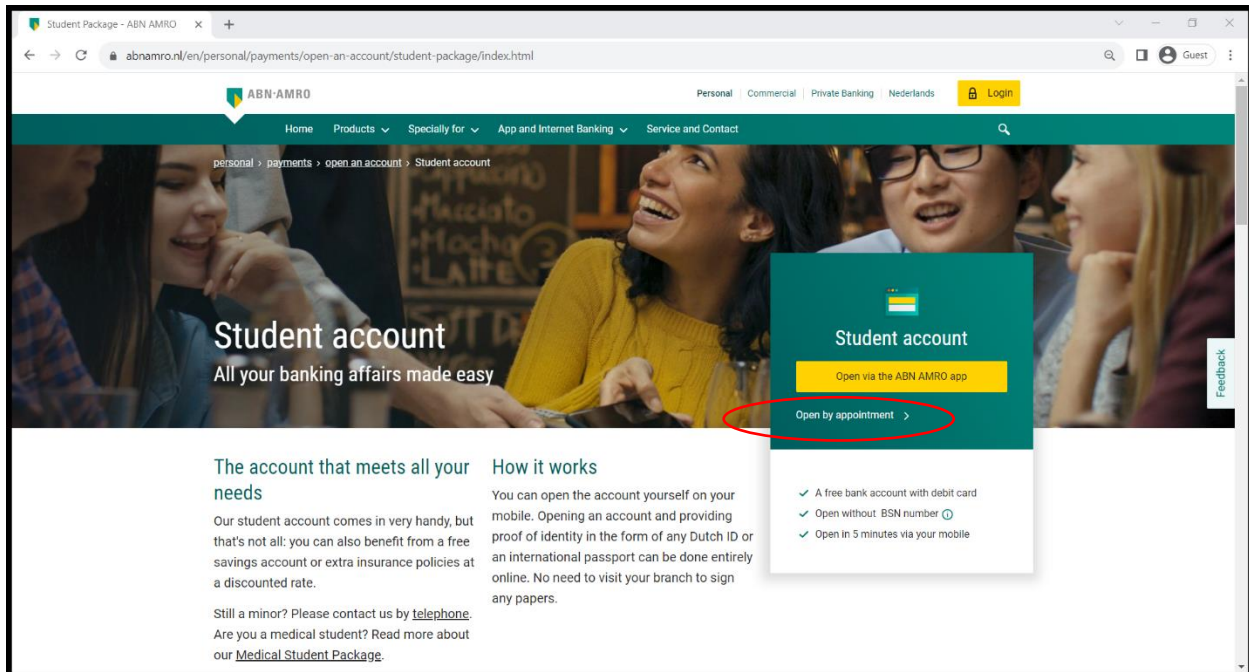 Student Package - ABN AMRO
abnamro.nl/en/personal/payments/open-an-account/student-package/index.html
Guest
ABN·AMRO
Personal
Commercial
Private Banking
Nederlands
Login
Home
Products
Specially for
App and Internet Banking
Service and Contact
personal › payments › open an account › Student account
Macciato
Mocha
LATTE
Student account
All your banking affairs made easy
Student account
Open via the ABN AMRO app
Open by appointment
Feedback
The account that meets all your
needs
Our student account comes in very handy, but
that's not all: you can also benefit from a free
savings account or extra insurance policies at
a discounted rate.
Still a minor? Please contact us by telephone.
Are you a medical student? Read more about
our Medical Student Package.
How it works
You can open the account yourself on your
mobile. Opening an account and providing
proof of identity in the form of any Dutch ID or
an international passport can be done entirely
online. No need to visit your branch to sign
any papers.
A free bank account with debit card
Open without BSN number
Open in 5 minutes via your mobile